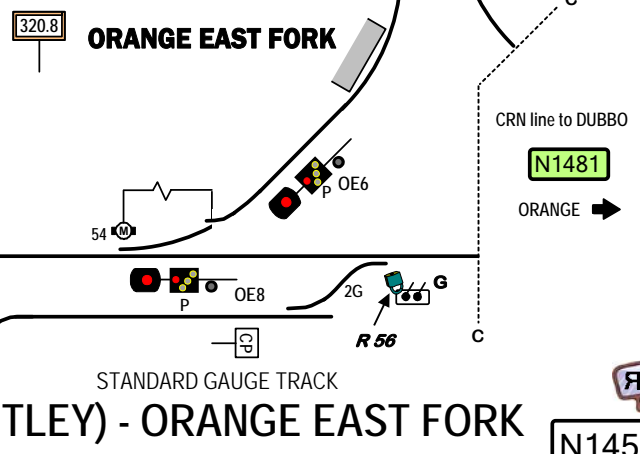 C
320.8
ORANGE EAST FORK
CRN line to DUBBO
N1481
ORANGE
P
OE6
54
M
OE8
P
2G
G
R 56
C
CP
STANDARD GAUGE TRACK
TLEY) - ORANGE EAST FORK
N145